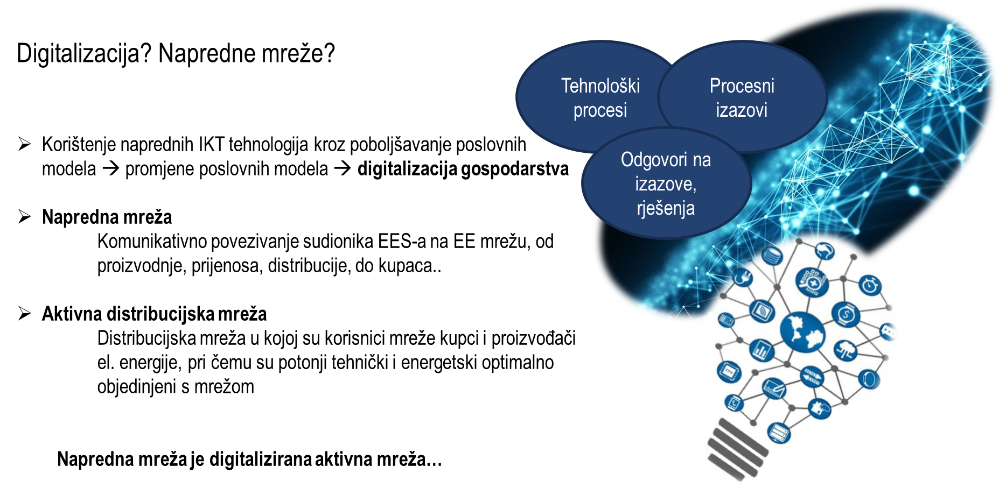 Digitalizacija? Napredne mreže?
Tehnološki
procesi
Procesni
izazovi
Odgovori na
izazove,
rješenja
➢ Korištenje naprednih IKT tehnologija kroz poboljšavanje poslovnih
modela → promjene poslovnih modela → digitalizacija gospodarstva
➢ Napredna mreža
Komunikativno povezivanje sudionika EES-a na EE mrežu, od
proizvodnje, prijenosa, distribucije, do kupaca..
➢ Aktivna distribucijska mreža
Distribucijska mreža u kojoj su korisnici mreže kupci i proizvođači
el. energije, pri čemu su potonji tehnički i energetski optimalno
objedinjeni s mrežom
Napredna mreža je digitalizirana aktivna mreža…
CPU